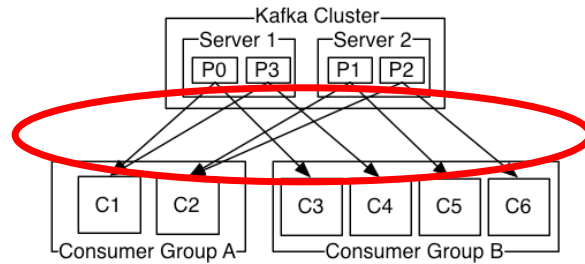 Kafka Cluster
Server 1 Server 2
P0 P3 P1 P2
C1 C2 C3 C4 C5 C6
Consumer Group A Consumer Group B